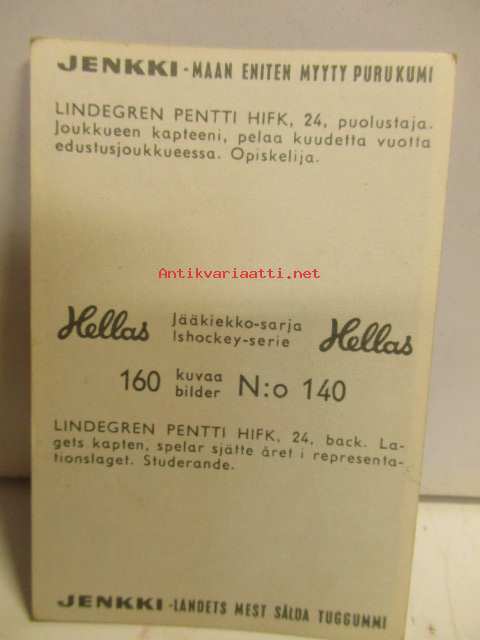 JENKKI - MAAN ENITEN MYYTY PURUKUMI
LINDEGREN PENTTI HIFK, 24, puolustaja.
Joukkueen kapteeni, pelaa kuudetta vuotta
edustusjoukkueessa. Opiskelija.
Antikvariaatti.net
Hellas Jääkiekko-sarja Hellas
Ishockey-serie
160 kuvaa N:o 140
bilder
LINDEGREN PENTTI HIFK, 24, back. La-
gets kapten, spelar sjätte året i representa-
tionslaget. Studerande.
JENKKI - LANDETS MEST SÅLDA TUGGUMMI